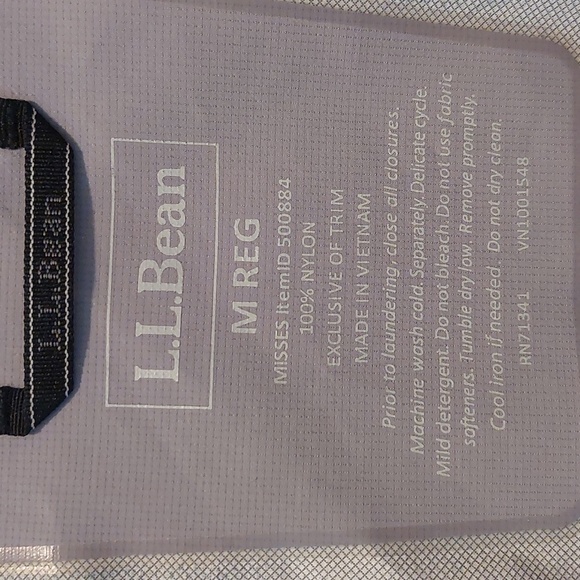 L.L.Bean
L.L.Bean
M REG
MISSES ItemID 500884
100% NYLON
EXCLUSIVE OF TRIM
MADE IN VIETNAM
Prior to laundering, close all closures.
Machine wash cold. Separately. Delicate cycle.
Mild detergent. Do not bleach. Do not use fabric
softeners. Tumble dry low. Remove promptly.
Cool iron if needed. Do not dry clean.
RN71341 VN1001548